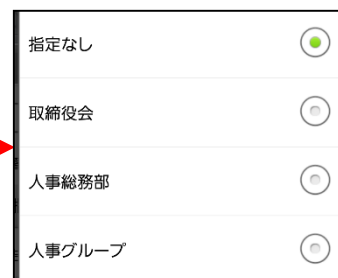 指定なし
取締役会
人事総務部
人事グループ